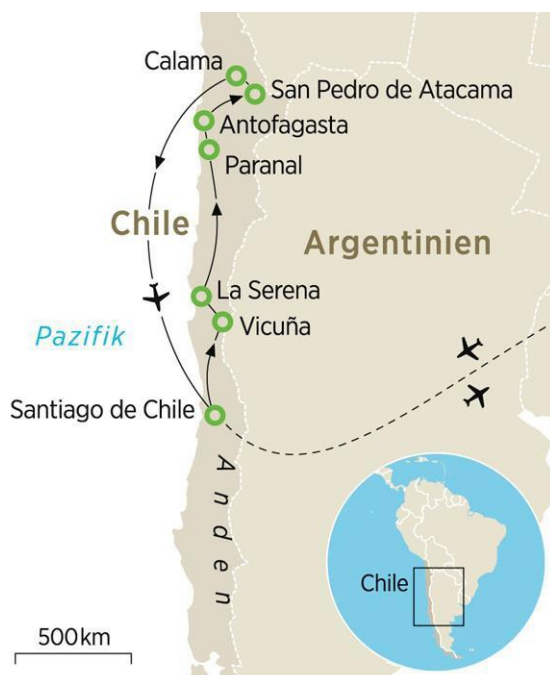 Calama
San Pedro de Atacama
Antofagasta
Paranal
Chile
Argentinien
La Serena
Vicuña
Pazifik
Santiago de Chile
Anden
Chile
500 km